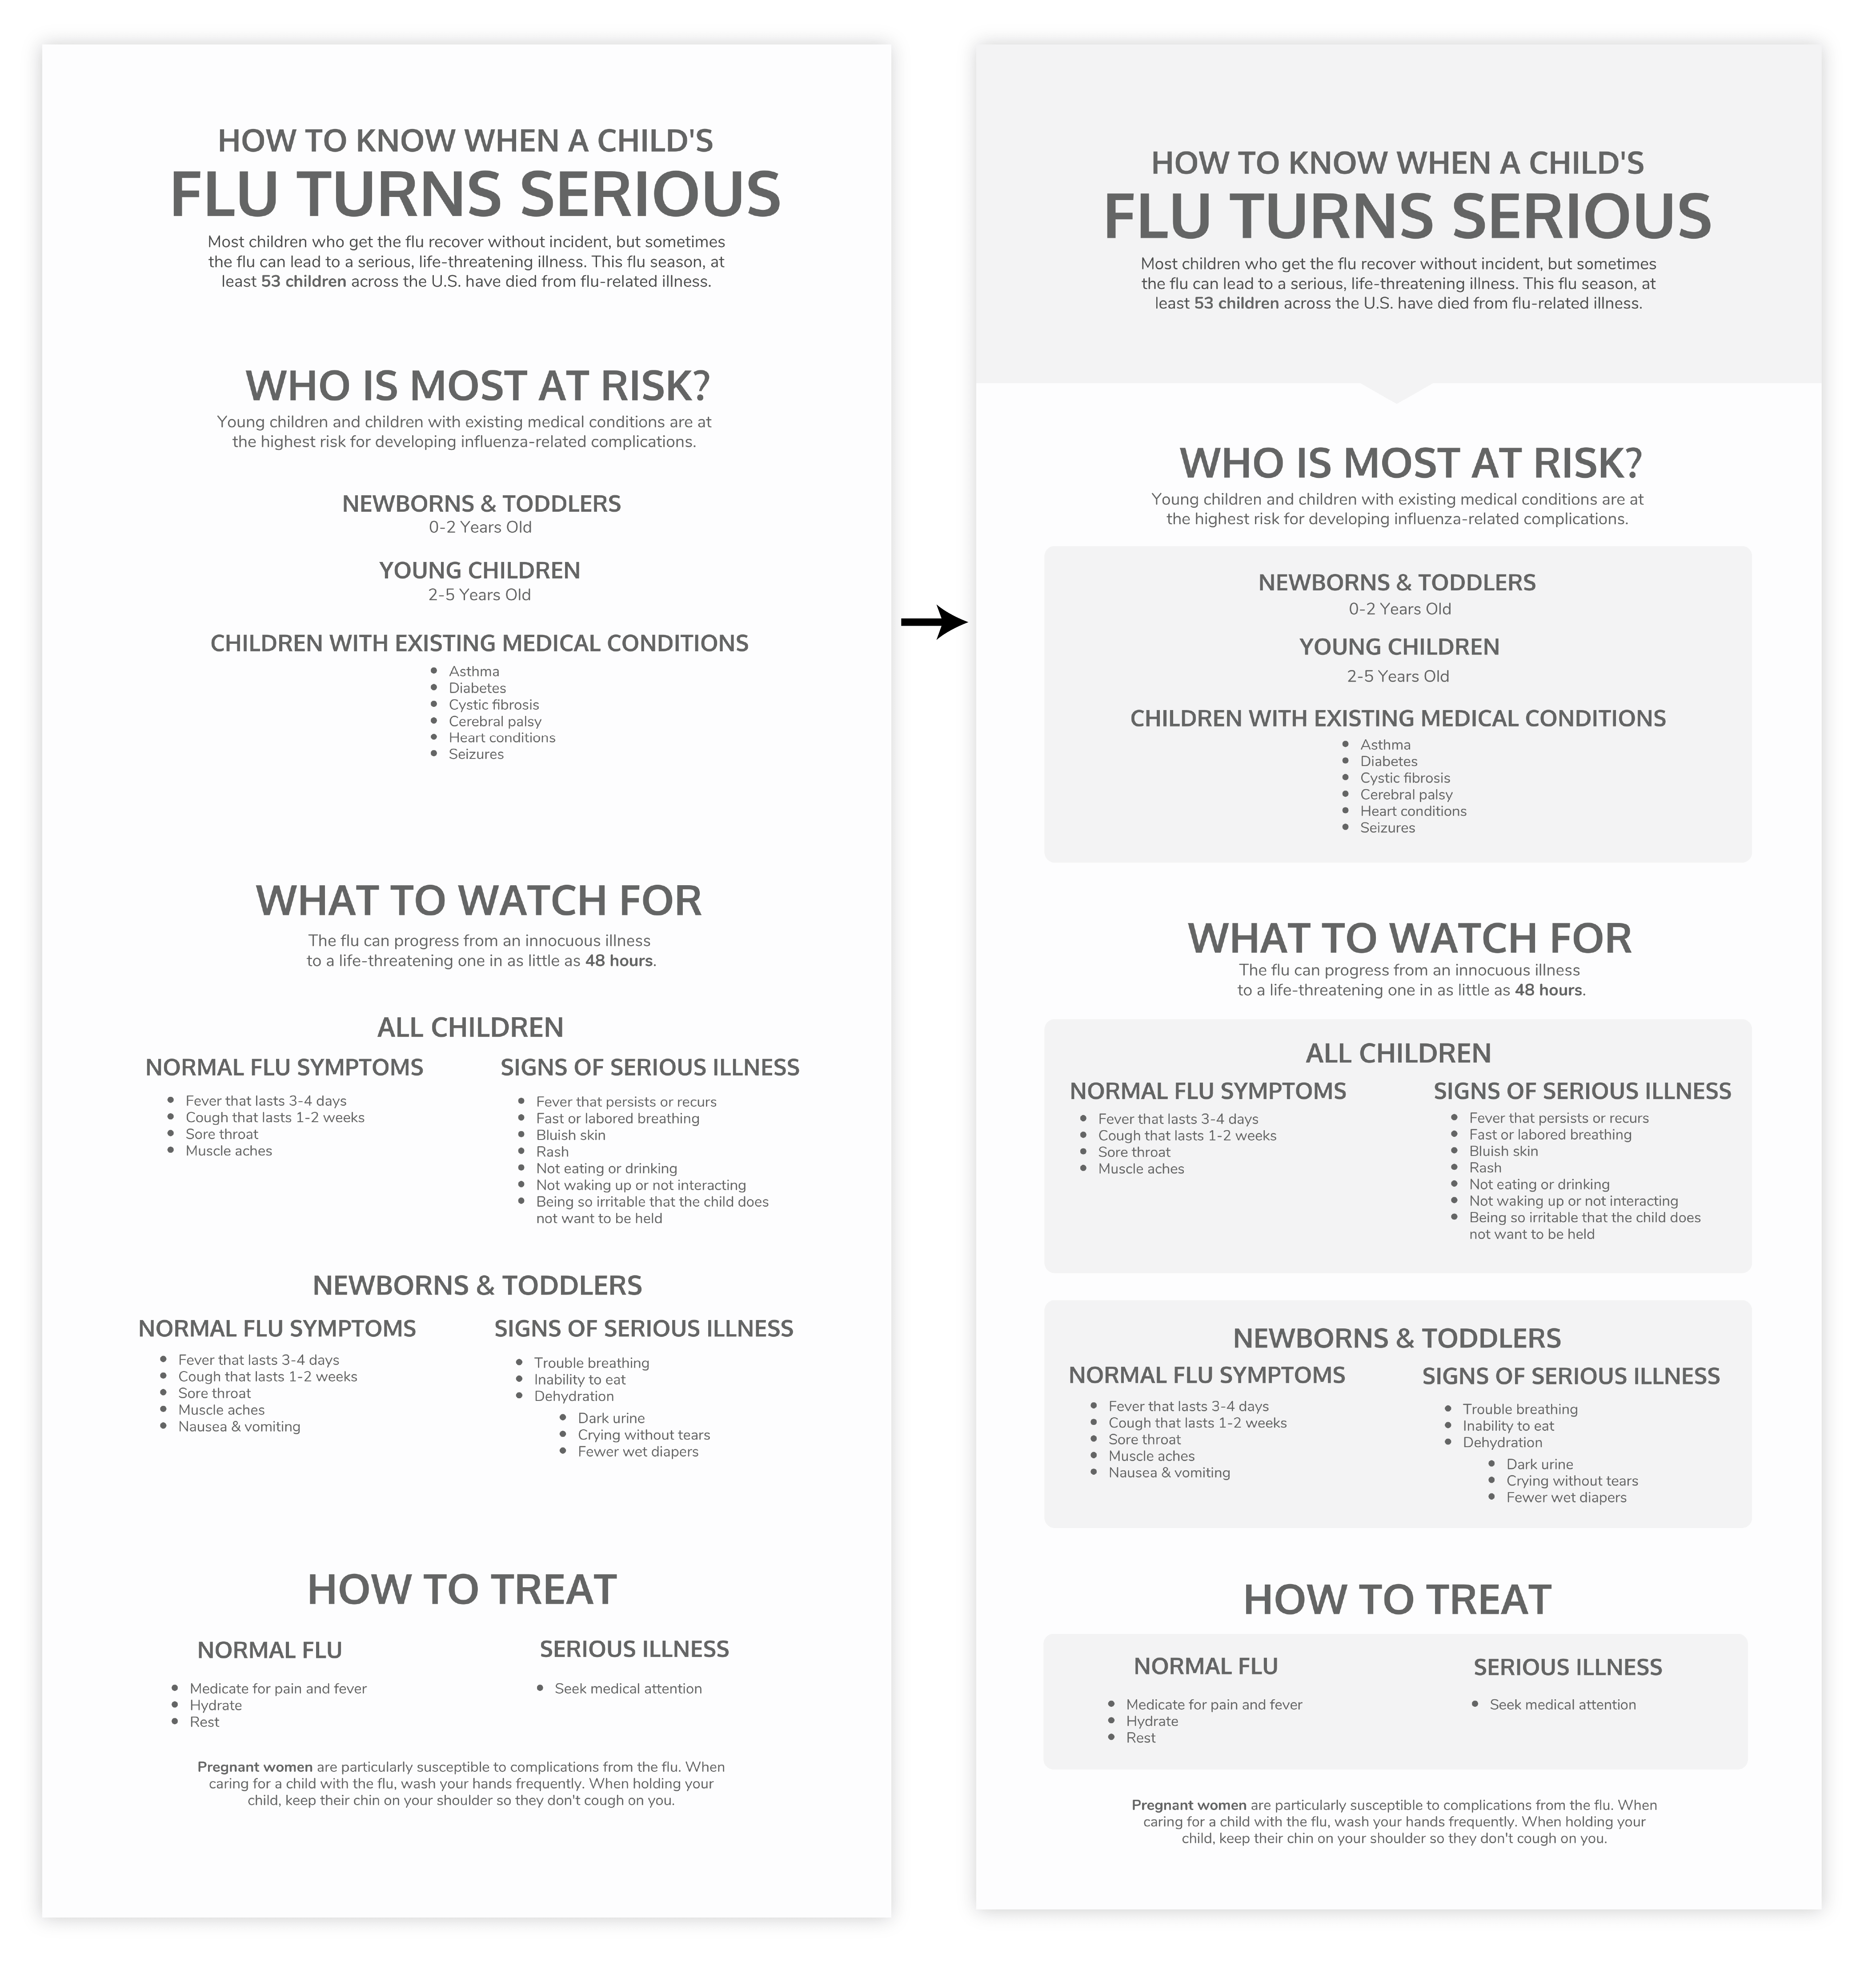 HOW TO KNOW WHEN A CHILD'S
FLU TURNS SERIOUS
Most children who get the flu recover without incident, but sometimes
the flu can lead to a serious, life-threatening illness. This flu season, at
least 53 children across the U.S. have died from flu-related illness.
WHO IS MOST AT RISK?
Young children and children with existing medical conditions are at
the highest risk for developing influenza-related complications.
NEWBORNS & TODDLERS
0-2 Years Old
YOUNG CHILDREN
2-5 Years Old
CHILDREN WITH EXISTING MEDICAL CONDITIONS
• Asthma
• Diabetes
• Cystic fibrosis
• Cerebral palsy
• Heart conditions
• Seizures
WHAT TO WATCH FOR
The flu can progress from an innocuous illness
to a life-threatening one in as little as 48 hours.
ALL CHILDREN
NORMAL FLU SYMPTOMS
• Fever that lasts 3-4 days
• Cough that lasts 1-2 weeks
• Sore throat
• Muscle aches
SIGNS OF SERIOUS ILLNESS
• Fever that persists or recurs
• Fast or labored breathing
• Bluish skin
• Rash
• Not eating or drinking
• Not waking up or not interacting
• Being so irritable that the child does
not want to be held
NEWBORNS & TODDLERS
NORMAL FLU SYMPTOMS
• Fever that lasts 3-4 days
• Cough that lasts 1-2 weeks
• Sore throat
• Muscle aches
• Nausea & vomiting
SIGNS OF SERIOUS ILLNESS
• Trouble breathing
• Inability to eat
• Dehydration
• Dark urine
• Crying without tears
• Fewer wet diapers
HOW TO TREAT
NORMAL FLU
• Medicate for pain and fever
• Hydrate
• Rest
SERIOUS ILLNESS
• Seek medical attention
Pregnant women are particularly susceptible to complications from the flu. When
caring for a child with the flu, wash your hands frequently. When holding your
child, keep their chin on your shoulder so they don't cough on you.
HOW TO KNOW WHEN A CHILD'S
FLU TURNS SERIOUS
Most children who get the flu recover without incident, but sometimes
the flu can lead to a serious, life-threatening illness. This flu season, at
least 53 children across the U.S. have died from flu-related illness.
WHO IS MOST AT RISK?
Young children and children with existing medical conditions are at
the highest risk for developing influenza-related complications.
NEWBORNS & TODDLERS
0-2 Years Old
YOUNG CHILDREN
2-5 Years Old
CHILDREN WITH EXISTING MEDICAL CONDITIONS
• Asthma
• Diabetes
• Cystic fibrosis
• Cerebral palsy
• Heart conditions
• Seizures
WHAT TO WATCH FOR
The flu can progress from an innocuous illness
to a life-threatening one in as little as 48 hours.
ALL CHILDREN
NORMAL FLU SYMPTOMS
• Fever that lasts 3-4 days
• Cough that lasts 1-2 weeks
• Sore throat
• Muscle aches
SIGNS OF SERIOUS ILLNESS
• Fever that persists or recurs
• Fast or labored breathing
• Bluish skin
• Rash
• Not eating or drinking
• Not waking up or not interacting
• Being so irritable that the child does
not want to be held
NEWBORNS & TODDLERS
NORMAL FLU SYMPTOMS
• Fever that lasts 3-4 days
• Cough that lasts 1-2 weeks
• Sore throat
• Muscle aches
• Nausea & vomiting
SIGNS OF SERIOUS ILLNESS
• Trouble breathing
• Inability to eat
• Dehydration
• Dark urine
• Crying without tears
• Fewer wet diapers
HOW TO TREAT
NORMAL FLU
• Medicate for pain and fever
• Hydrate
• Rest
SERIOUS ILLNESS
• Seek medical attention
Pregnant women are particularly susceptible to complications from the flu. When
caring for a child with the flu, wash your hands frequently. When holding your
child, keep their chin on your shoulder so they don't cough on you.